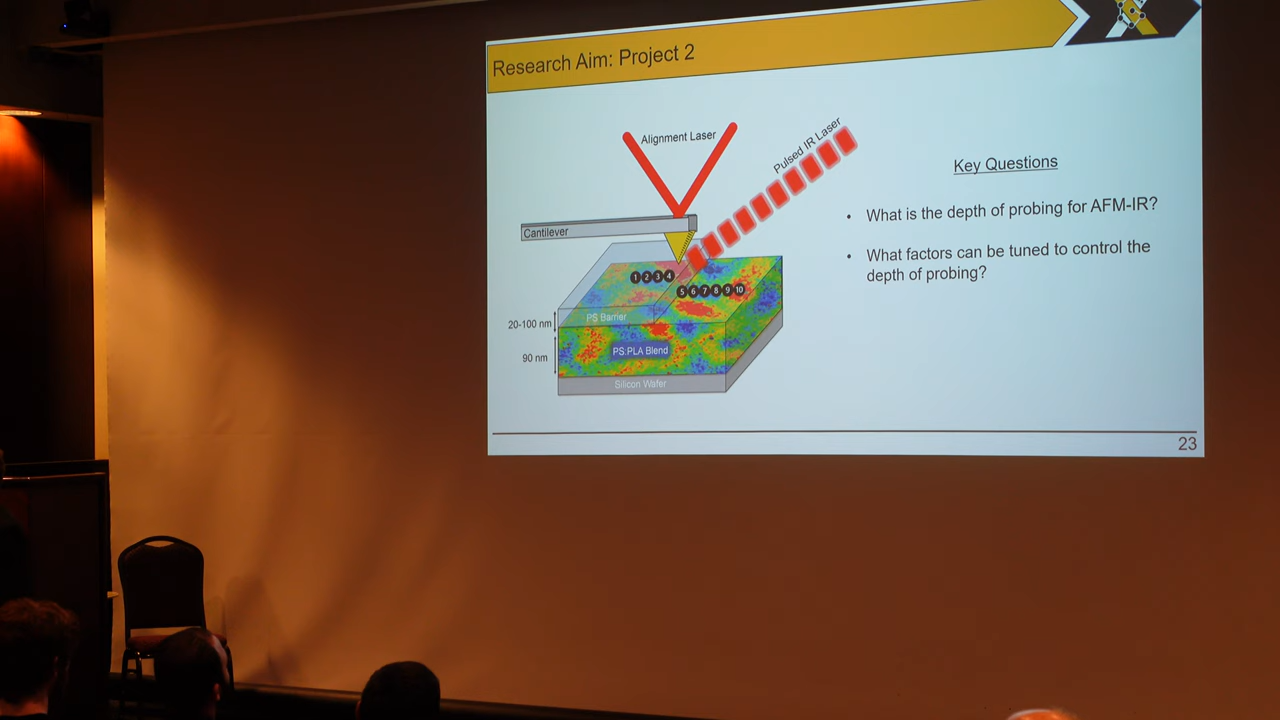 Research Aim: Project 2
Alignment Laser
Pulsed IR Laser
Cantilever
1 2 3 4
5 6 7 8 9 10
PS Barrier
20-100 nm
90 nm
PS:PLA Blend
Silicon Wafer
Key Questions
• What is the depth of probing for AFM-IR?
• What factors can be tuned to control the
depth of probing?
23